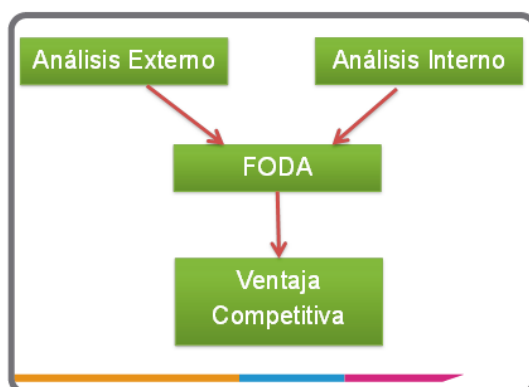 Análisis Externo
Análisis Interno
FODA
Ventaja
Competitiva